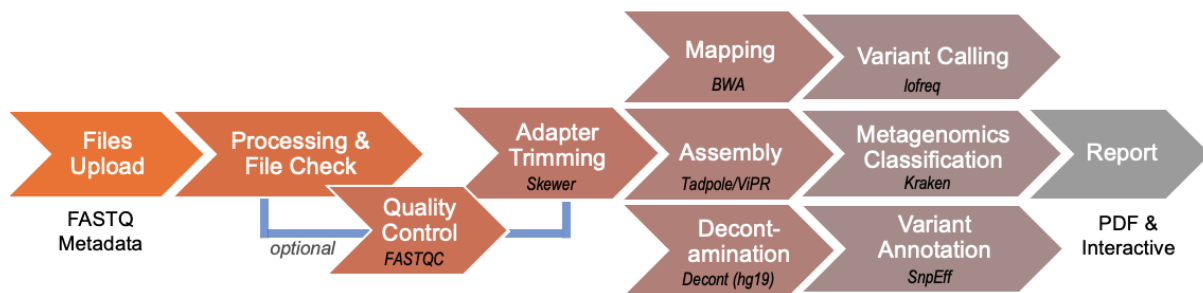 Files
Upload
FASTQ
Metadata
Processing &
File Check
optional
Quality
Control
FASTQC
Adapter
Trimming
Skewer
Mapping
BWA
Variant Calling
lofreq
Assembly
Tadpole/ViPR
Metagenomics
Classification
Kraken
Decont-
amination
Decont (hg19)
Variant
Annotation
SnpEff
Report
PDF &
Interactive